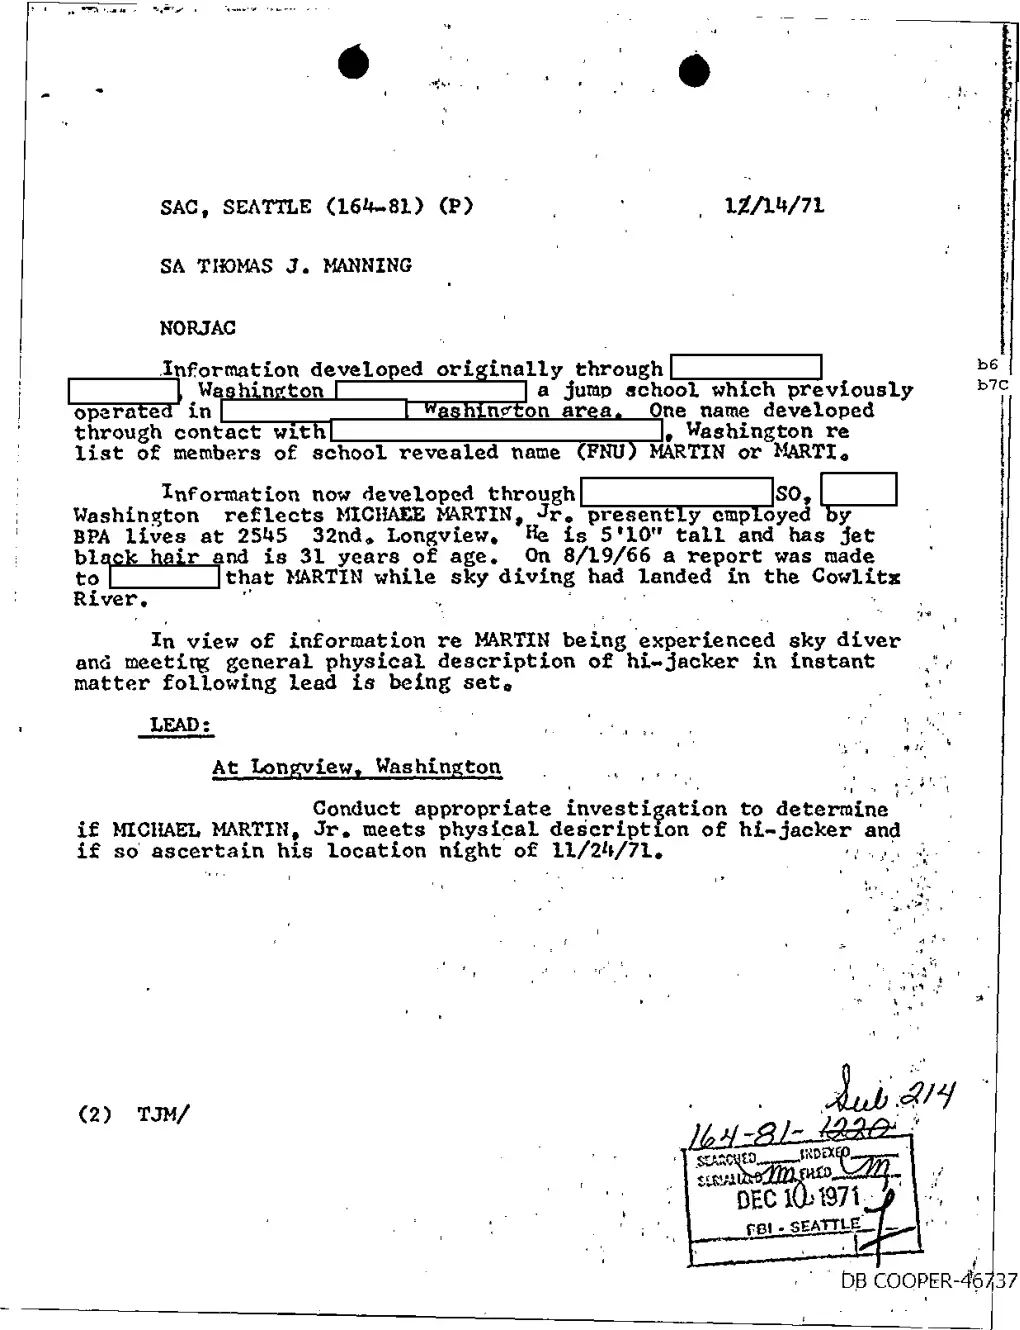 SAC, SEATTLE (164-81) (P) 12/14/71
SA THOMAS J. MANNING
NORJAC
Information developed originally through
b6
, Washington a jump school which previously
b7C
operated in Washington area. One name developed
through contact with , Washington re
list of members of school revealed name (FNU) MARTIN or MARTI.
Information now developed through SO,
Washington reflects MICHAEL MARTIN, Jr. presently employed by
BPA lives at 2545 32nd. Longview. He is 5'10" tall and has jet
black hair and is 31 years of age. On 8/19/66 a report was made
to that MARTIN while sky diving had landed in the Cowlitz
River.
In view of information re MARTIN being experienced sky diver
and meeting general physical description of hi-jacker in instant
matter following lead is being set.
LEAD:
At Longview, Washington
Conduct appropriate investigation to determine
if MICHAEL MARTIN, Jr. meets physical description of hi-jacker and
if so ascertain his location night of 11/24/71.
(2) TJM/
Sub 214
164-81-1220
SEARCHED INDEXED
SERIALIZED FILED
DEC 1971
FBI - SEATTLE
DB COOPER-46737